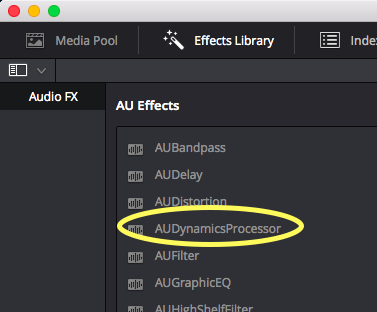 Media Pool Effects Library Index
Audio FX
AU Effects
AUBandpass
AUDelay
AUDistortion
AUDynamicsProcessor
AUFilter
AUGraphicEQ
AUHighShelfFilter